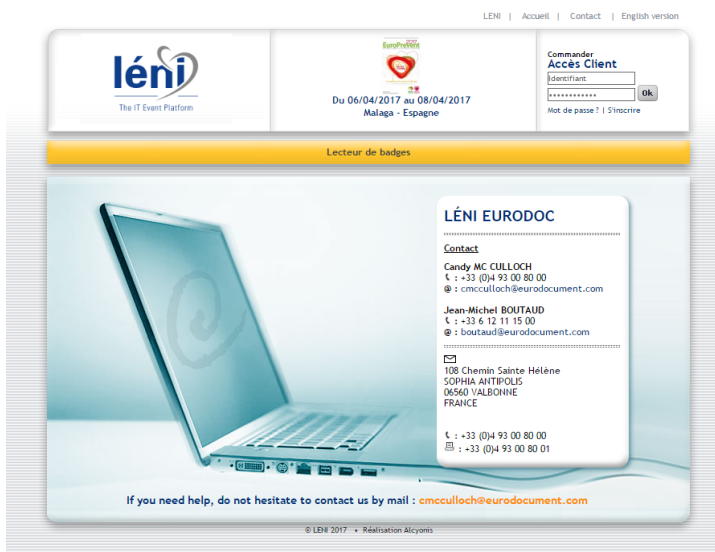 LENI | Accueil | Contact | English version
léni
The IT Event Platform
EuroPrevent
Du 06/04/2017 au 08/04/2017
Malaga - Espagne
Commander
Accès Client
Identifiant
••••••••••••
Ok
Mot de passe ? | S'inscrire
Lecteur de badges
LÉNI EURODOC
Contact
Candy MC CULLOCH
: +33 (0)4 93 00 80 00
@ : cmcculloch@eurodocument.com
Jean-Michel BOUTAUD
: +33 6 12 11 15 00
@ : boutaud@eurodocument.com
108 Chemin Sainte Hélène
SOPHIA ANTIPOLIS
06560 VALBONNE
FRANCE
: +33 (0)4 93 00 80 00
: +33 (0)4 93 00 80 01
If you need help, do not hesitate to contact us by mail : cmcculloch@eurodocument.com
© LENI 2017 • Réalisation Alcyonis